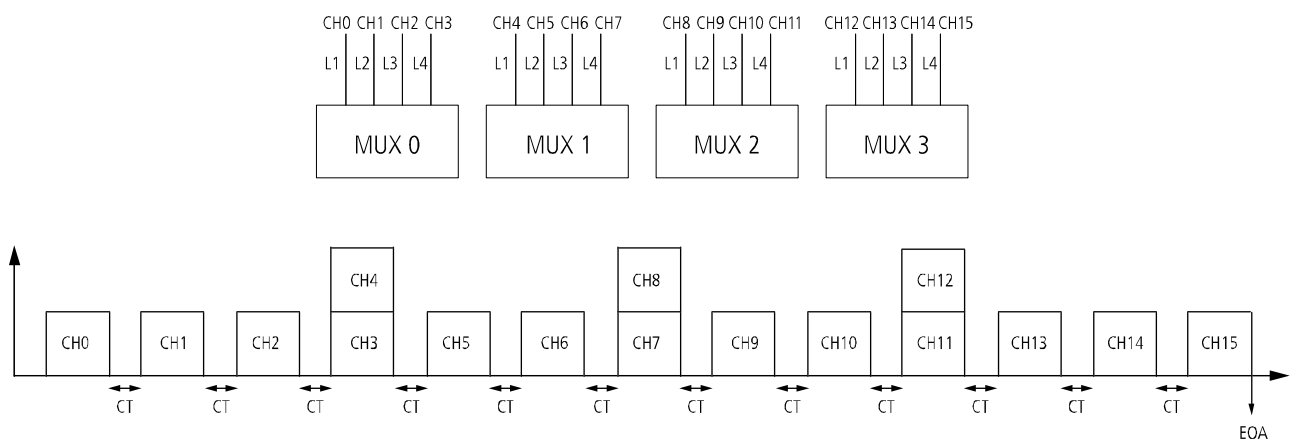 CH0 CH1 CH2 CH3 CH4 CH5 CH6 CH7 CH8 CH9 CH10 CH11 CH12 CH13 CH14 CH15
L1 L2 L3 L4 L1 L2 L3 L4 L1 L2 L3 L4 L1 L2 L3 L4
MUX 0 MUX 1 MUX 2 MUX 3
CH4 CH8 CH12
CH0 CH1 CH2 CH3 CH5 CH6 CH7 CH9 CH10 CH11 CH13 CH14 CH15
CT CT CT CT CT CT CT CT CT CT CT CT
EOA